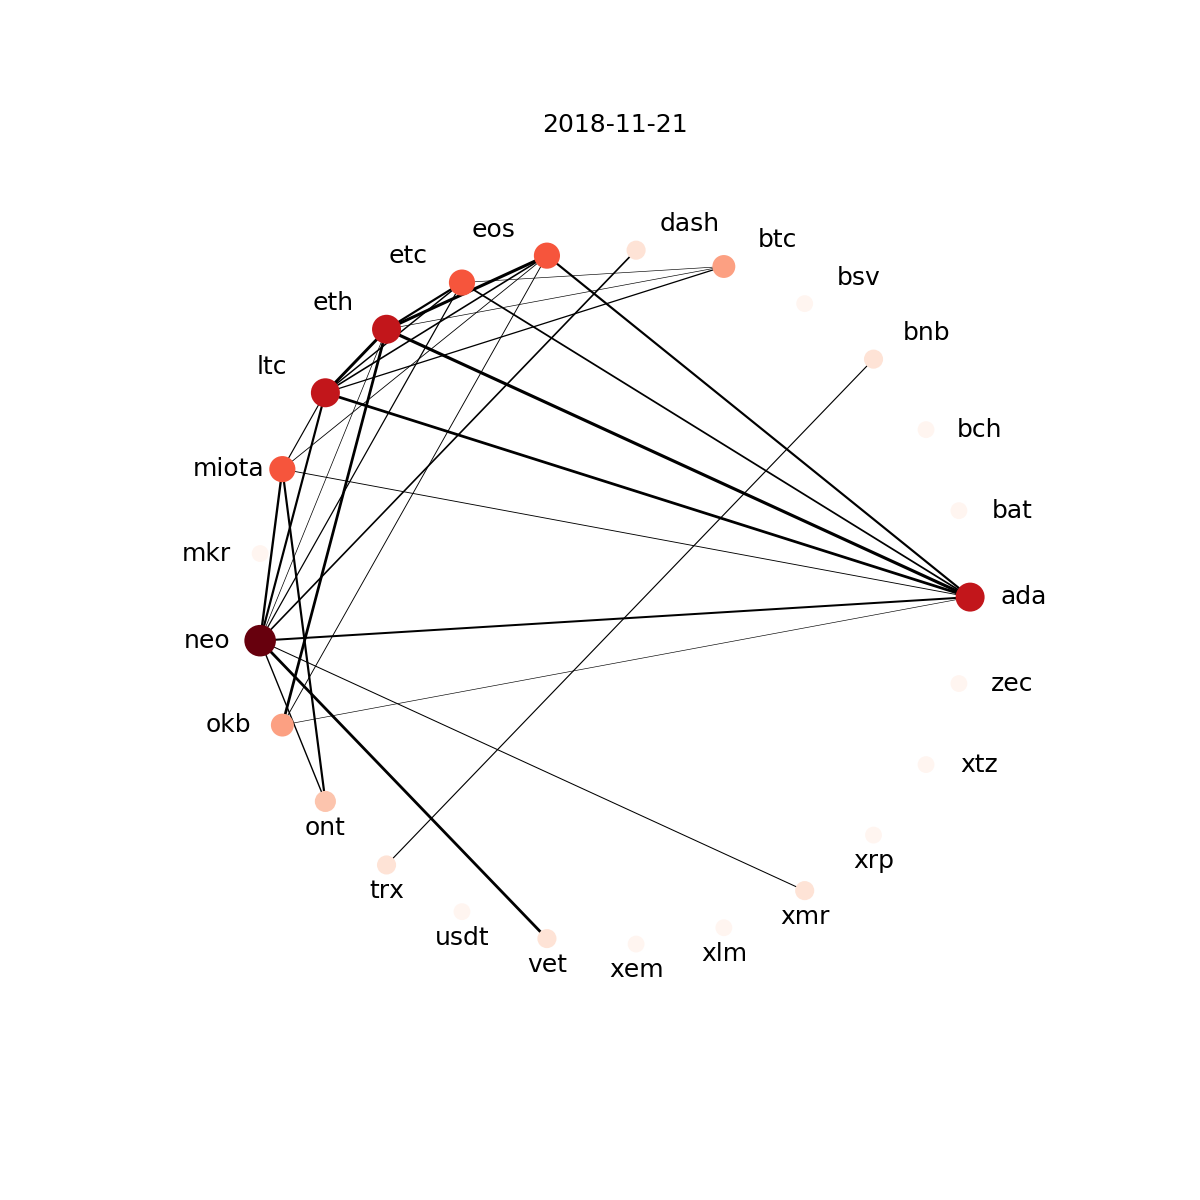 2018-11-21
dash
eos
btc
etc
bsv
eth
bnb
ltc
bch
miota
bat
mkr
ada
neo
zec
okb
xtz
ont
xrp
trx
xmr
usdt
xlm
vet
xem